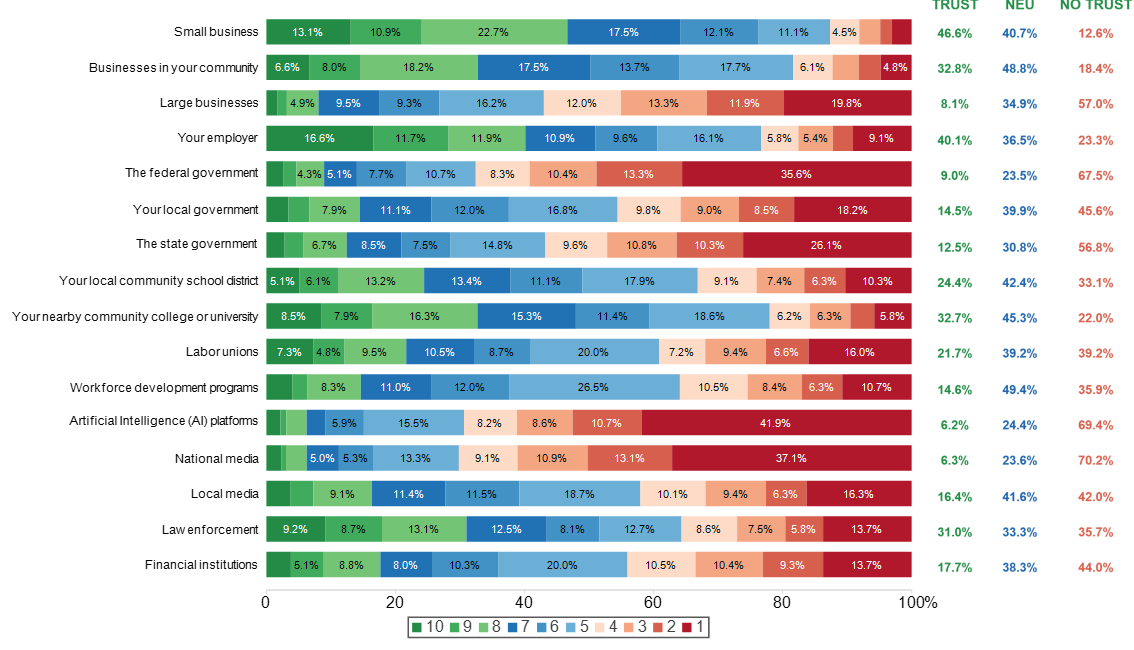 TRUST NEU NO TRUST
Small business 13.1% 10.9% 22.7% 17.5% 12.1% 11.1% 4.5% 46.6% 40.7% 12.6%
Businesses in your community 6.6% 8.0% 18.2% 17.5% 13.7% 17.7% 6.1% 4.8% 32.8% 48.8% 18.4%
Large businesses 4.9% 9.5% 9.3% 16.2% 12.0% 13.3% 11.9% 19.8% 8.1% 34.9% 57.0%
Your employer 16.6% 11.7% 11.9% 10.9% 9.6% 16.1% 5.8% 5.4% 9.1% 40.1% 36.5% 23.3%
The federal government 4.3% 5.1% 7.7% 10.7% 8.3% 10.4% 13.3% 35.6% 9.0% 23.5% 67.5%
Your local government 7.9% 11.1% 12.0% 16.8% 9.8% 9.0% 8.5% 18.2% 14.5% 39.9% 45.6%
The state government 6.7% 8.5% 7.5% 14.8% 9.6% 10.8% 10.3% 26.1% 12.5% 30.8% 56.8%
Your local community school district 5.1% 6.1% 13.2% 13.4% 11.1% 17.9% 9.1% 7.4% 6.3% 10.3% 24.4% 42.4% 33.1%
Your nearby community college or university 8.5% 7.9% 16.3% 15.3% 11.4% 18.6% 6.2% 6.3% 5.8% 32.7% 45.3% 22.0%
Labor unions 7.3% 4.8% 9.5% 10.5% 8.7% 20.0% 7.2% 9.4% 6.6% 16.0% 21.7% 39.2% 39.2%
Workforce development programs 8.3% 11.0% 12.0% 26.5% 10.5% 8.4% 6.3% 10.7% 14.6% 49.4% 35.9%
Artificial Intelligence (AI) platforms 5.9% 15.5% 8.2% 8.6% 10.7% 41.9% 6.2% 24.4% 69.4%
National media 5.0% 5.3% 13.3% 9.1% 10.9% 13.1% 37.1% 6.3% 23.6% 70.2%
Local media 9.1% 11.4% 11.5% 18.7% 10.1% 9.4% 6.3% 16.3% 16.4% 41.6% 42.0%
Law enforcement 9.2% 8.7% 13.1% 12.5% 8.1% 12.7% 8.6% 7.5% 5.8% 13.7% 31.0% 33.3% 35.7%
Financial institutions 5.1% 8.8% 8.0% 10.3% 20.0% 10.5% 10.4% 9.3% 13.7% 17.7% 38.3% 44.0%
0 20 40 60 80 100%
10 9 8 7 6 5 4 3 2 1